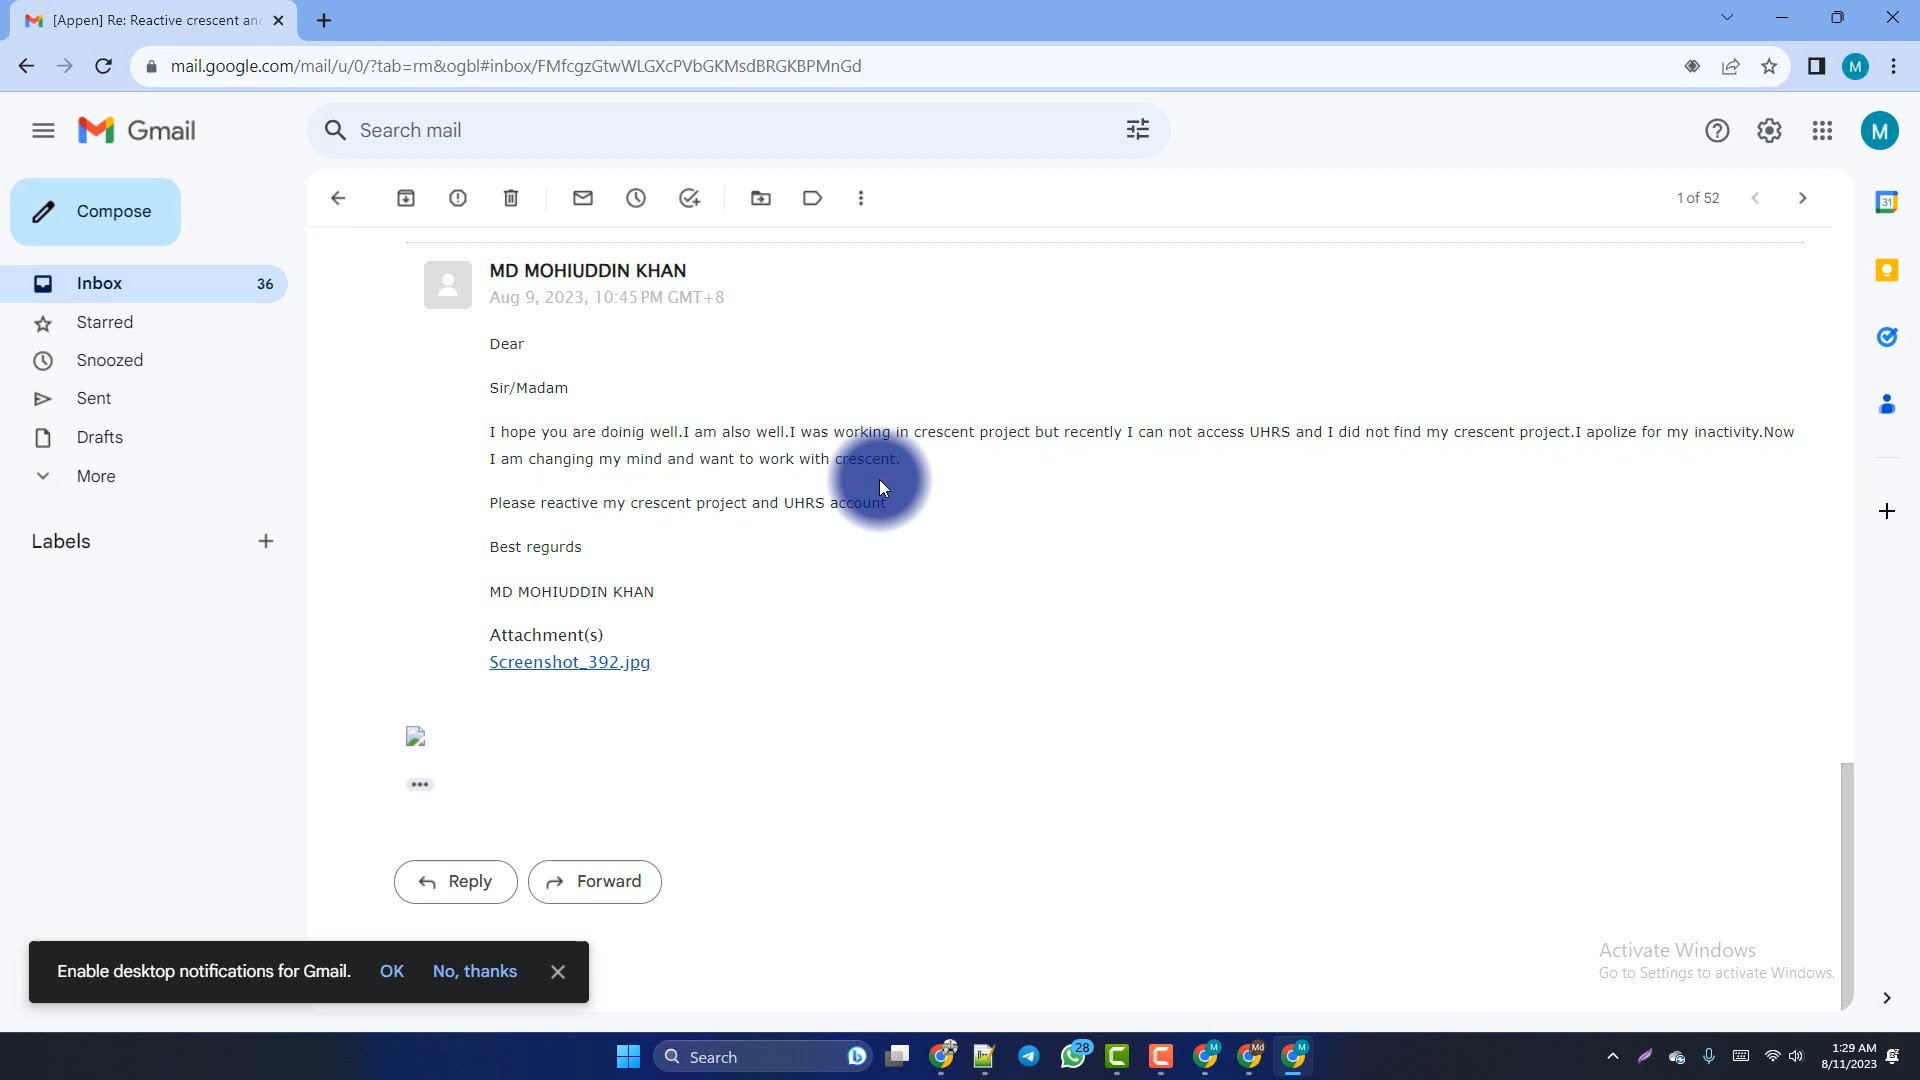 [Appen] Re: Reactive crescent an
mail.google.com/mail/u/0/?tab=rm&ogbl#inbox/FMfcgzGtwWLGXcPVbGKMsdBRGKBPMnGd
M
Gmail
Search mail
M
Compose
1 of 52
31
Inbox
36
Starred
Snoozed
Sent
Drafts
More
Labels
MD MOHIUDDIN KHAN
Aug 9, 2023, 10:45 PM GMT+8
Dear
Sir/Madam
I hope you are doinig well.I am also well.I was working in crescent project but recently I can not access UHRS and I did not find my crescent project.I apolize for my inactivity.Now
I am changing my mind and want to work with crescent.
Please reactive my crescent project and UHRS account
Best regurds
MD MOHIUDDIN KHAN
Attachment(s)
Screenshot_392.jpg
Reply
Forward
Enable desktop notifications for Gmail.
OK
No, thanks
Activate Windows
Go to Settings to activate Windows.
Search
28
M
Md
M
1:29 AM
8/11/2023